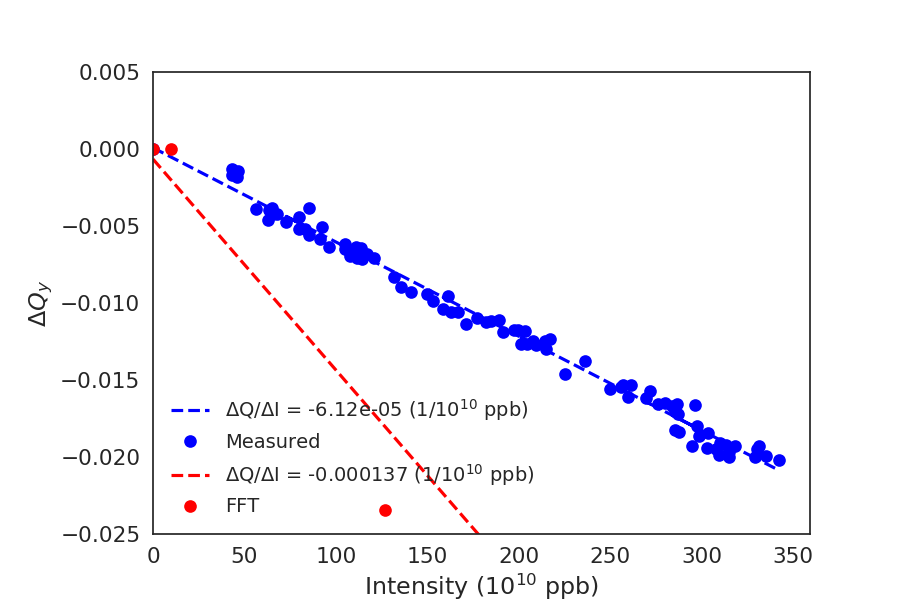 0.005
0.000
−0.005
−0.010
−0.015
−0.020
−0.025
ΔQy
ΔQ/ΔI = -6.12e-05 (1/10^10 ppb)
Measured
ΔQ/ΔI = -0.000137 (1/10^10 ppb)
FFT
0 50 100 150 200 250 300 350
Intensity (10^10 ppb)